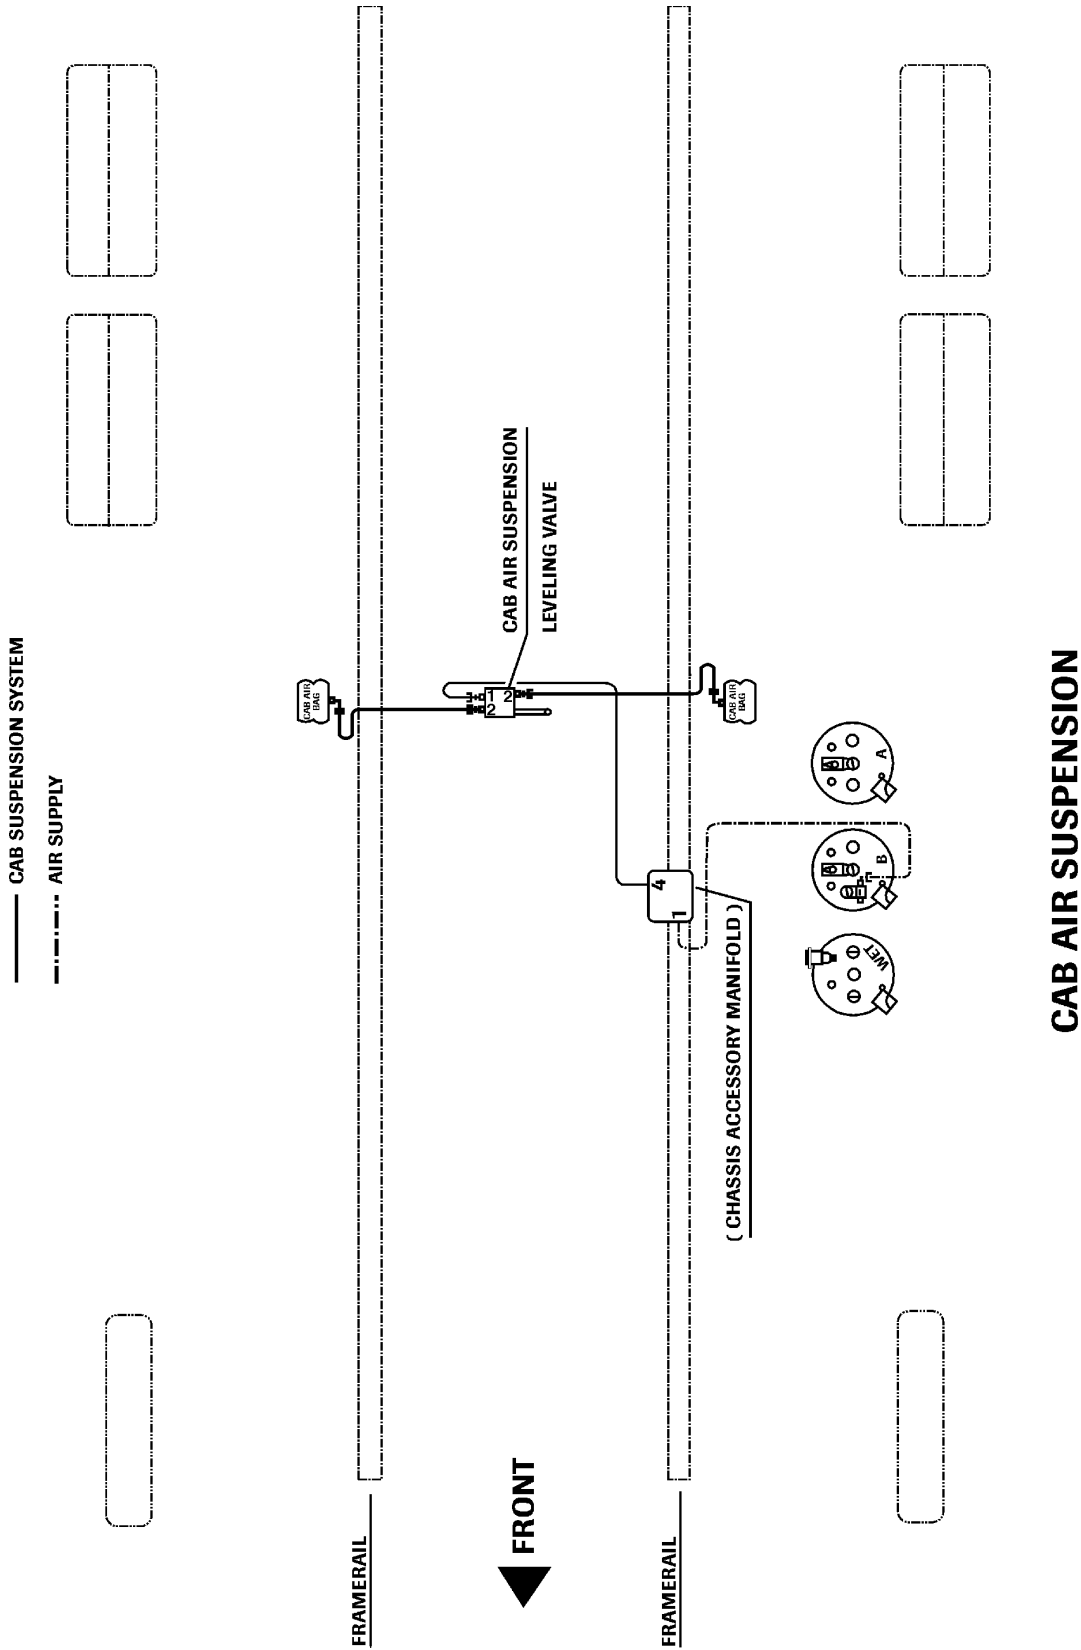 CAB SUSPENSION SYSTEM
AIR SUPPLY
CAB AIR
BAG
1
2
2
CAB AIR SUSPENSION
LEVELING VALVE
CAB AIR
BAG
4
1
( CHASSIS ACCESSORY MANIFOLD )
A
A
A
B
WET
FRAMERAIL
FRONT
FRAMERAIL
CAB AIR SUSPENSION